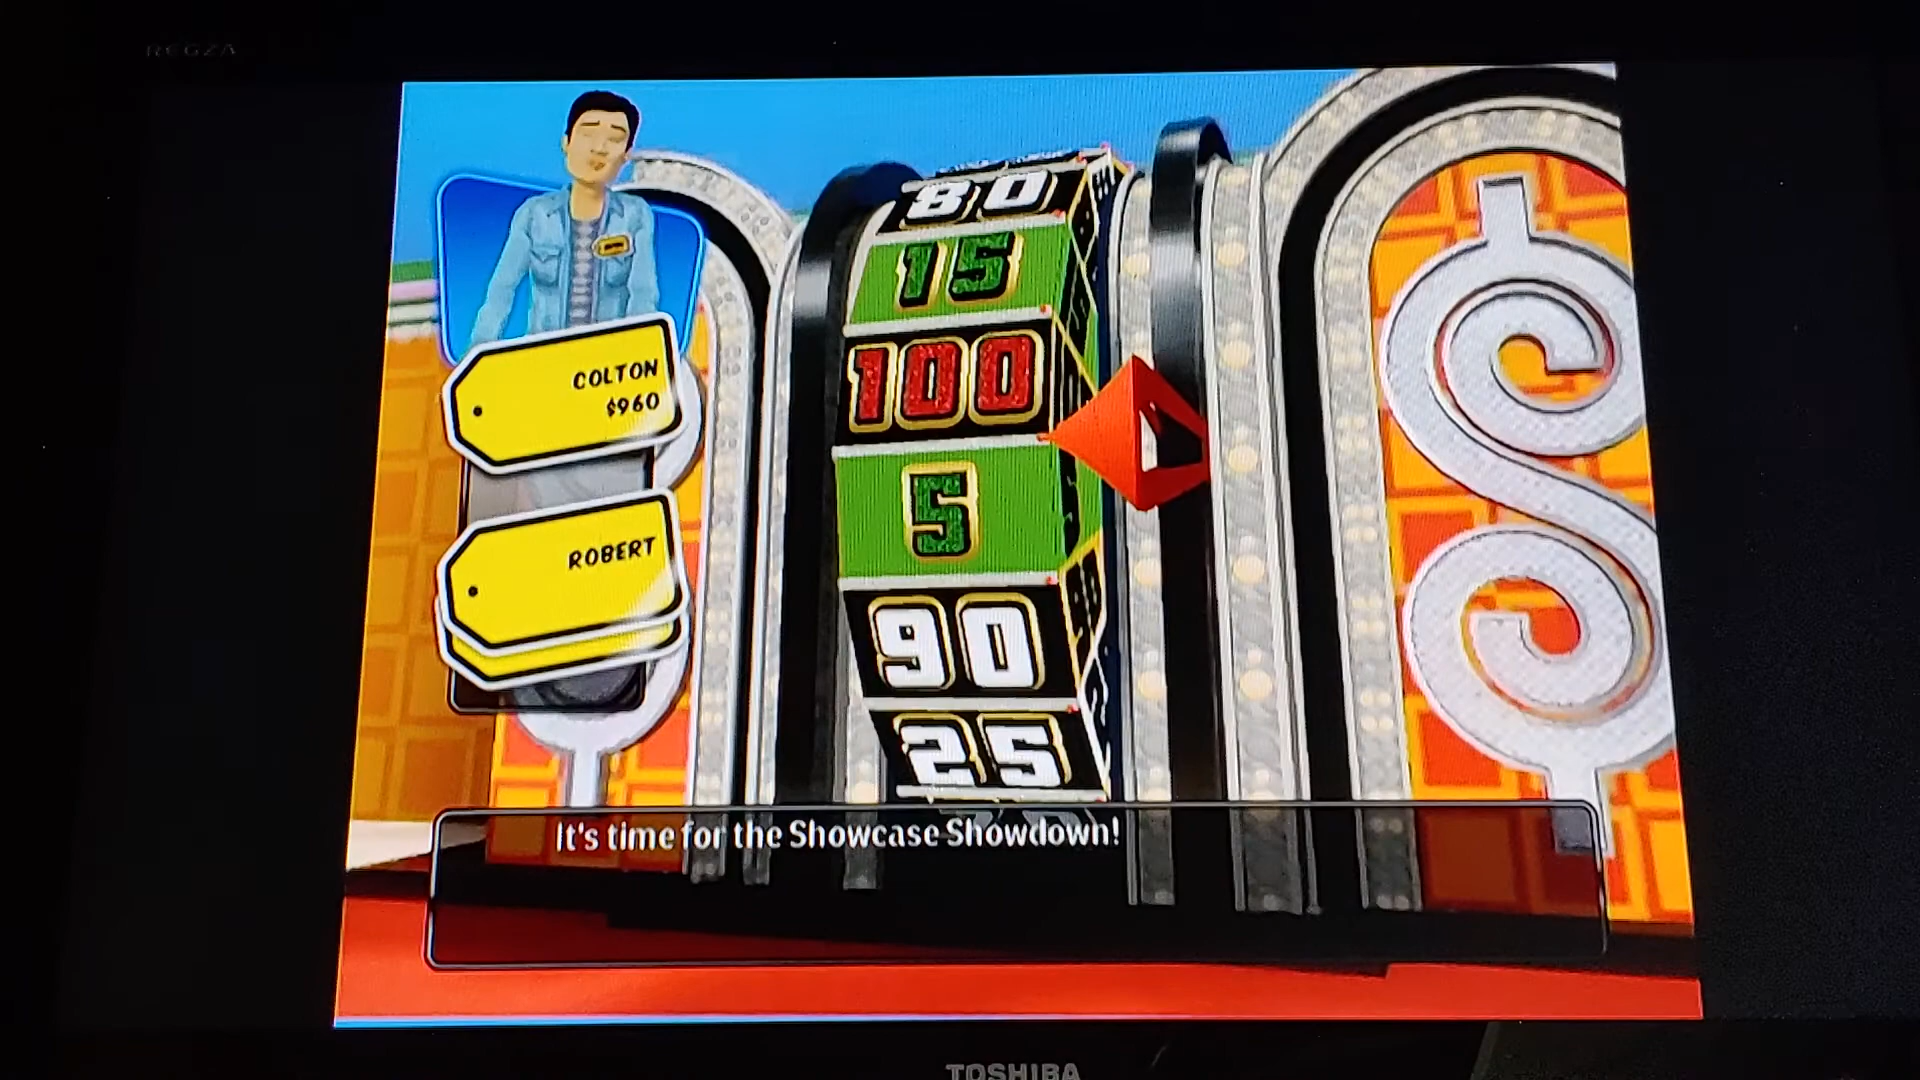 REGZA
COLTON
$960
ROBERT
80
15
100
5
90
25
It's time for the Showcase Showdown!
TOSHIBA